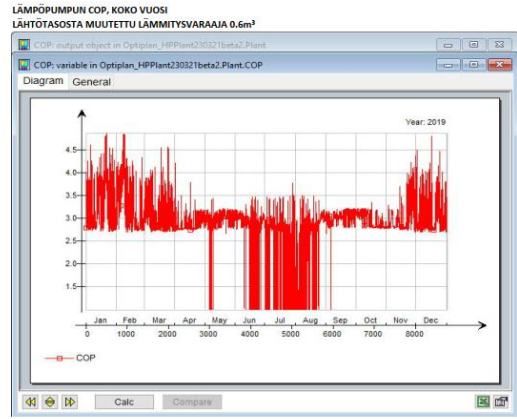 LÄMPÖPUMPUN COP, KOKO VUOSI
LÄHTÖTASOSTA MUUTETTU LÄMMITYSVARAAJA 0.6m³
COP: output object in Optiplan_HPPlant230321beta2.Plant
COP: variable in Optiplan_HPPlant230321beta2.Plant.COP
Diagram General
Year: 2019
4.5
4.0
3.5
3.0
2.5
2.0
1.5
Jan Feb Mar Apr May Jun Jul Aug Sep Oct Nov Dec
0 1000 2000 3000 4000 5000 6000 7000 8000
COP
Calc Compare